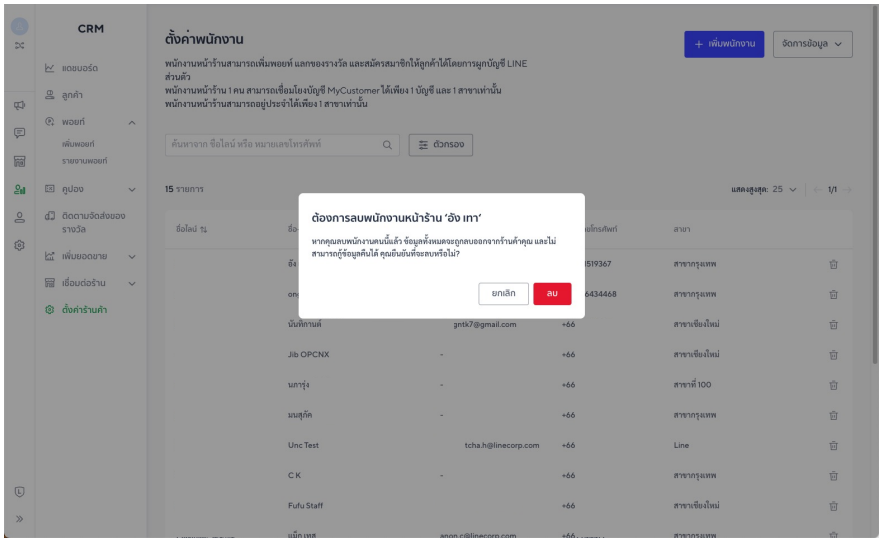 CRM
แดชบอร์ด
ลูกค้า
พอยท์
เพิ่มพอยท์
รายงานพอยท์
คูปอง
ติดตามจัดส่งของ
รางวัล
เพิ่มยอดขาย
เชื่อมต่อร้าน
ตั้งค่าร้านค้า
ตั้งค่าพนักงาน
+ เพิ่มพนักงาน
จัดการข้อมูล
พนักงานหน้าร้านสามารถเพิ่มพอยท์ แลกของรางวัล และสมัครสมาชิกให้ลูกค้าได้โดยการผูกบัญชี LINE
ส่วนตัว
พนักงานหน้าร้าน 1 คน สามารถเชื่อมโยงบัญชี MyCustomer ได้เพียง 1 บัญชี และ 1 สาขาเท่านั้น
พนักงานหน้าร้านสามารถอยู่ประจำได้เพียง 1 สาขาเท่านั้น
ค้นหาจาก ชื่อไลน์ หรือ หมายเลขโทรศัพท์
ตัวกรอง
15 รายการ
แสดงสูงสุด: 25
1/1
ชื่อไลน์
สาขา
ต้องการลบพนักงานหน้าร้าน ‘อัง เทา’
หากคุณลบพนักงานคนนี้แล้ว ข้อมูลทั้งหมดจะถูกลบออกจากร้านค้าคุณ และไม่
สามารถกู้ข้อมูลคืนได้ คุณยืนยันที่จะลบหรือไม่?
ยกเลิก
ลบ
519367 สาขากรุงเทพ
6434468 สาขากรุงเทพ
นันทิกานต์ gntk7@gmail.com +66 สาขาเชียงใหม่
Jib OPCNX - +66 สาขาเชียงใหม่
นภารุ่ง - +66 สาขาที่ 100
มนสุภัค - +66 สาขากรุงเทพ
Unc Test tcha.h@linecorp.com +66 Line
C K - +66 สาขากรุงเทพ
Fufu Staff +66 สาขาเชียงใหม่
anon.c@linecorp.com +66 สาขากรุงเทพ